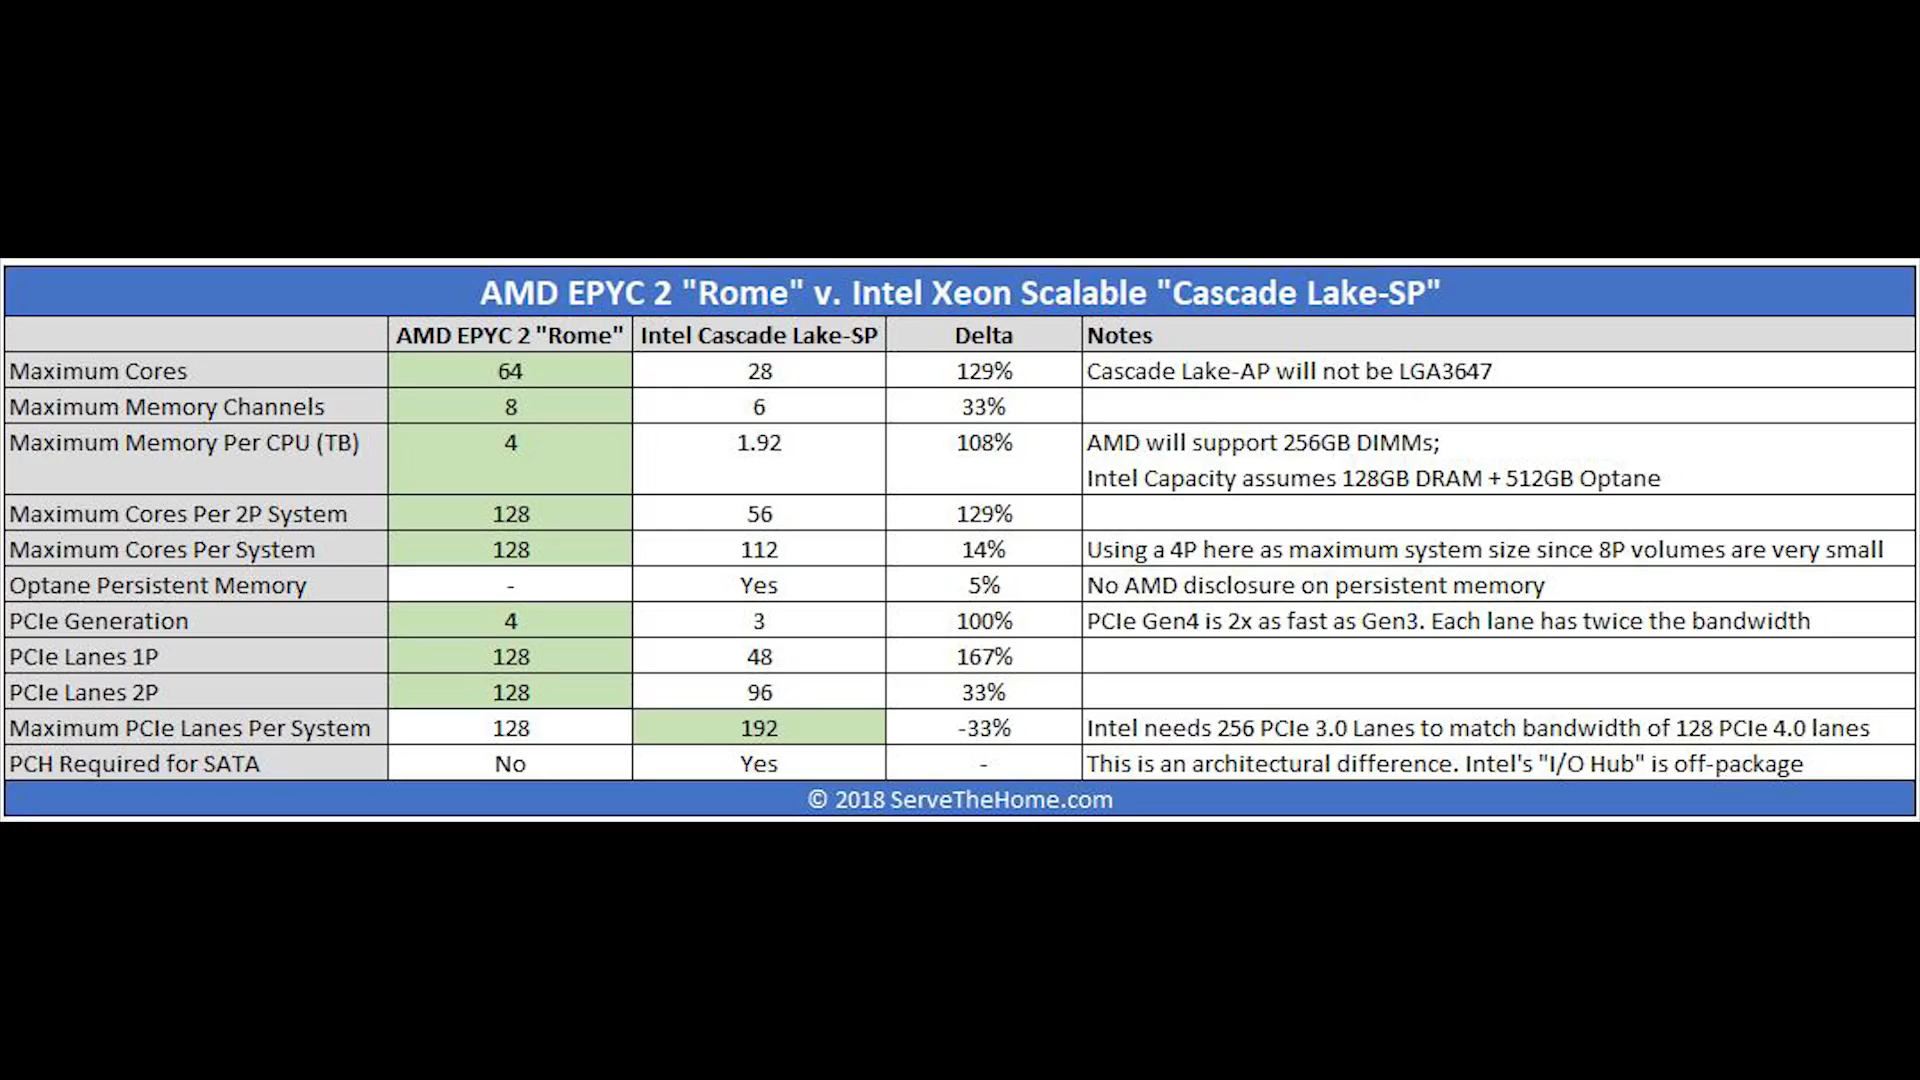 AMD EPYC 2 "Rome" v. Intel Xeon Scalable "Cascade Lake-SP"
AMD EPYC 2 "Rome" Intel Cascade Lake-SP Delta Notes
Maximum Cores 64 28 129% Cascade Lake-AP will not be LGA3647
Maximum Memory Channels 8 6 33%
Maximum Memory Per CPU (TB) 4 1.92 108% AMD will support 256GB DIMMs;
Intel Capacity assumes 128GB DRAM + 512GB Optane
Maximum Cores Per 2P System 128 56 129%
Maximum Cores Per System 128 112 14% Using a 4P here as maximum system size since 8P volumes are very small
Optane Persistent Memory - Yes 5% No AMD disclosure on persistent memory
PCIe Generation 4 3 100% PCIe Gen4 is 2x as fast as Gen3. Each lane has twice the bandwidth
PCIe Lanes 1P 128 48 167%
PCIe Lanes 2P 128 96 33%
Maximum PCIe Lanes Per System 128 192 -33% Intel needs 256 PCIe 3.0 Lanes to match bandwidth of 128 PCIe 4.0 lanes
PCH Required for SATA No Yes - This is an architectural difference. Intel's "I/O Hub" is off-package
© 2018 ServeTheHome.com